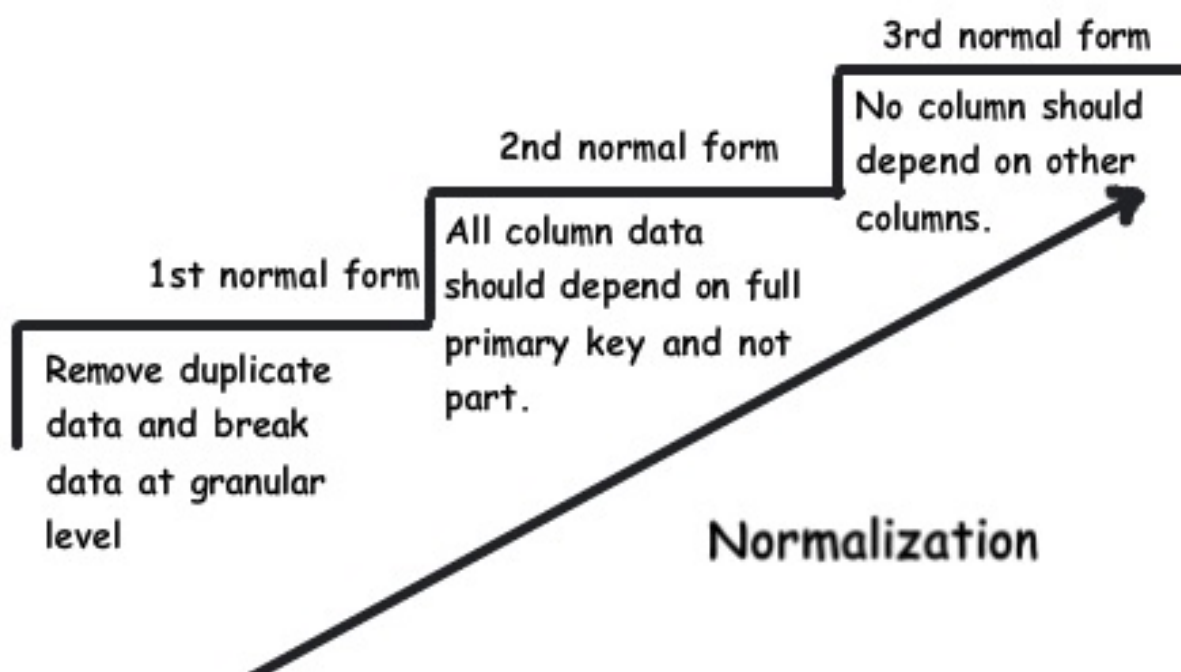 3rd normal form
No column should
depend on other
columns.
2nd normal form
All column data
should depend on full
primary key and not
part.
1st normal form
Remove duplicate
data and break
data at granular
level
Normalization